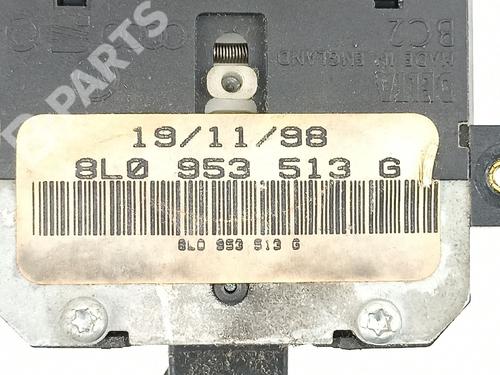 B-PARTS
BC2
MADE IN ENGLAND
DELTA
19/11/98
8L0 953 513 G
8L0 953 513 G